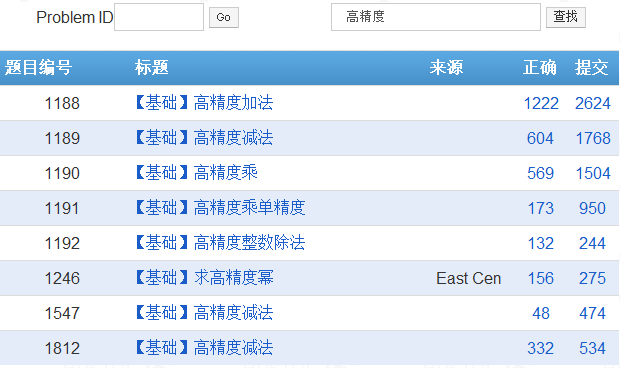 Problem ID Go 高精度 查找
题目编号 标题 来源 正确 提交
1188 【基础】高精度加法 1222 2624
1189 【基础】高精度减法 604 1768
1190 【基础】高精度乘 569 1504
1191 【基础】高精度乘单精度 173 950
1192 【基础】高精度整数除法 132 244
1246 【基础】求高精度幂 East Cen 156 275
1547 【基础】高精度减法 48 474
1812 【基础】高精度减法 332 534